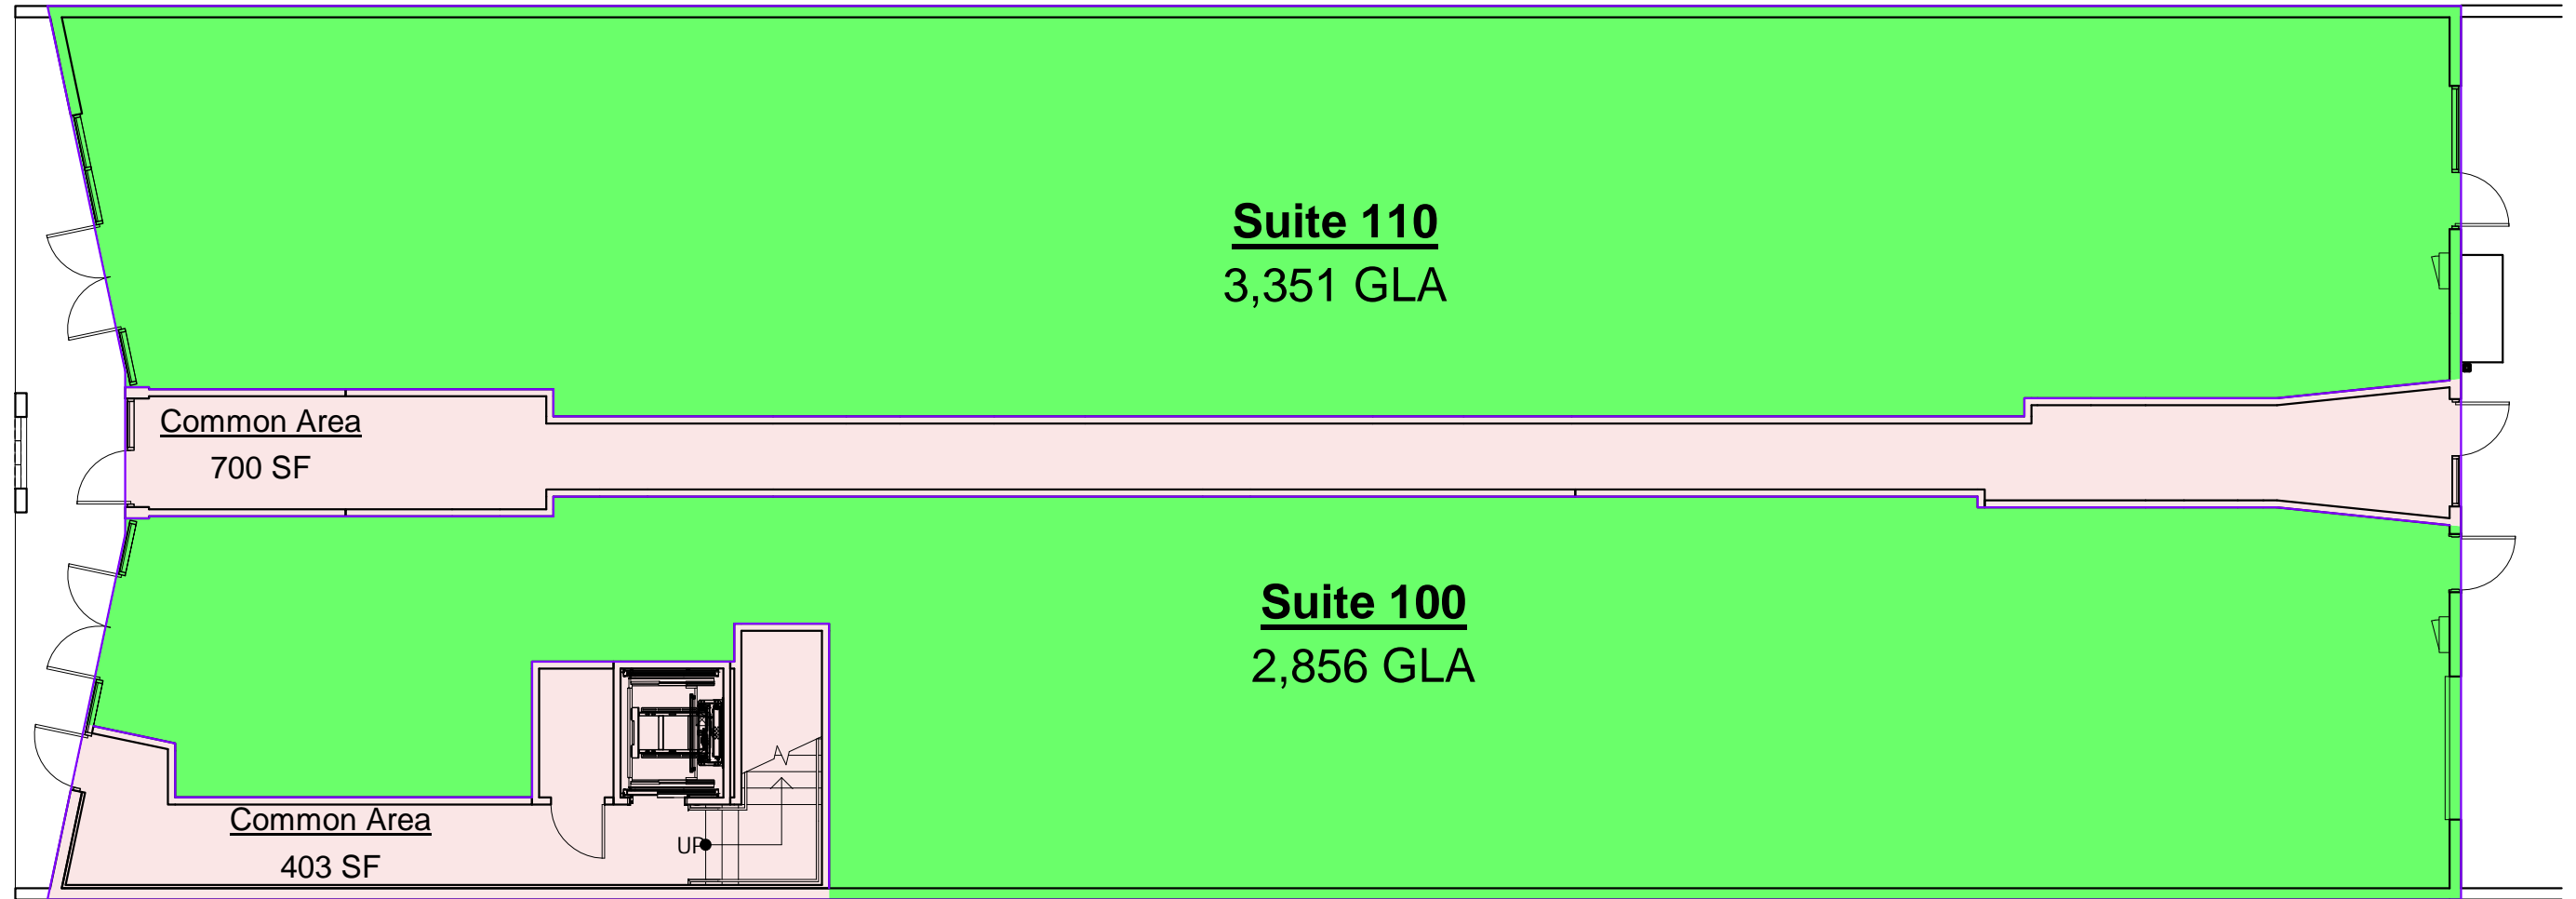 Suite 110
3,351 GLA
Common Area
700 SF
Suite 100
2,856 GLA
Common Area
403 SF
UP